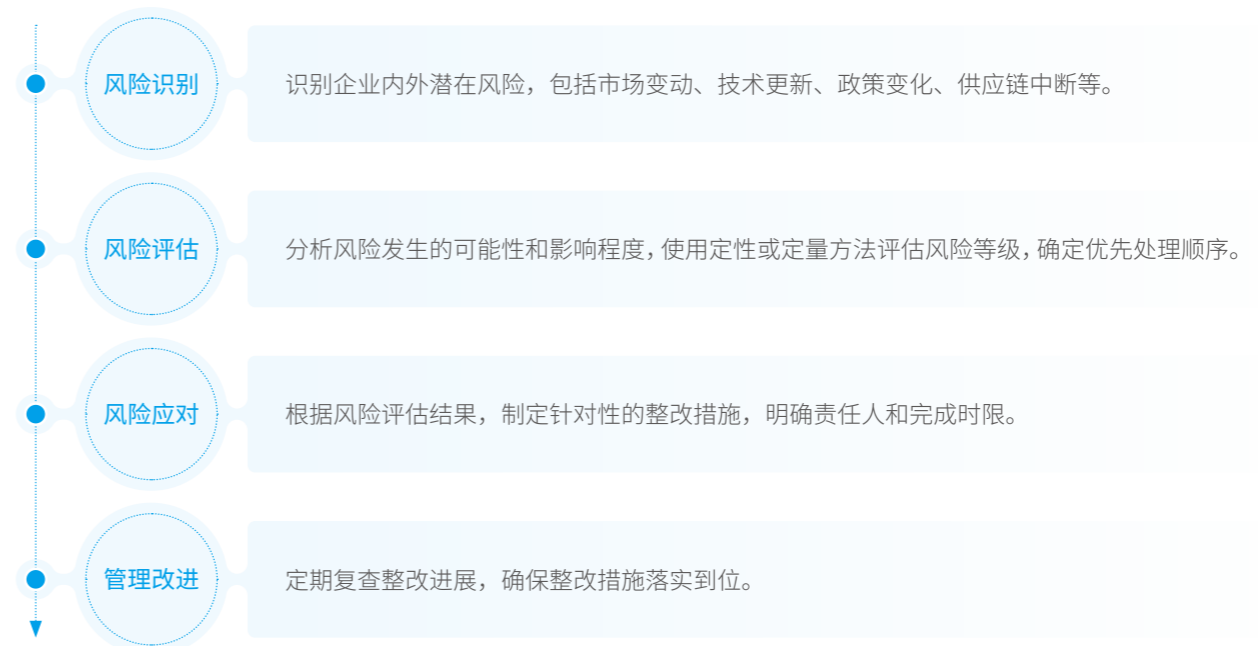 风险识别
识别企业内外潜在风险，包括市场变动、技术更新、政策变化、供应链中断等。
风险评估
分析风险发生的可能性和影响程度，使用定性或定量方法评估风险等级，确定优先处理顺序。
风险应对
根据风险评估结果，制定针对性的整改措施，明确责任人和完成时限。
管理改进
定期复查整改进展，确保整改措施落实到位。